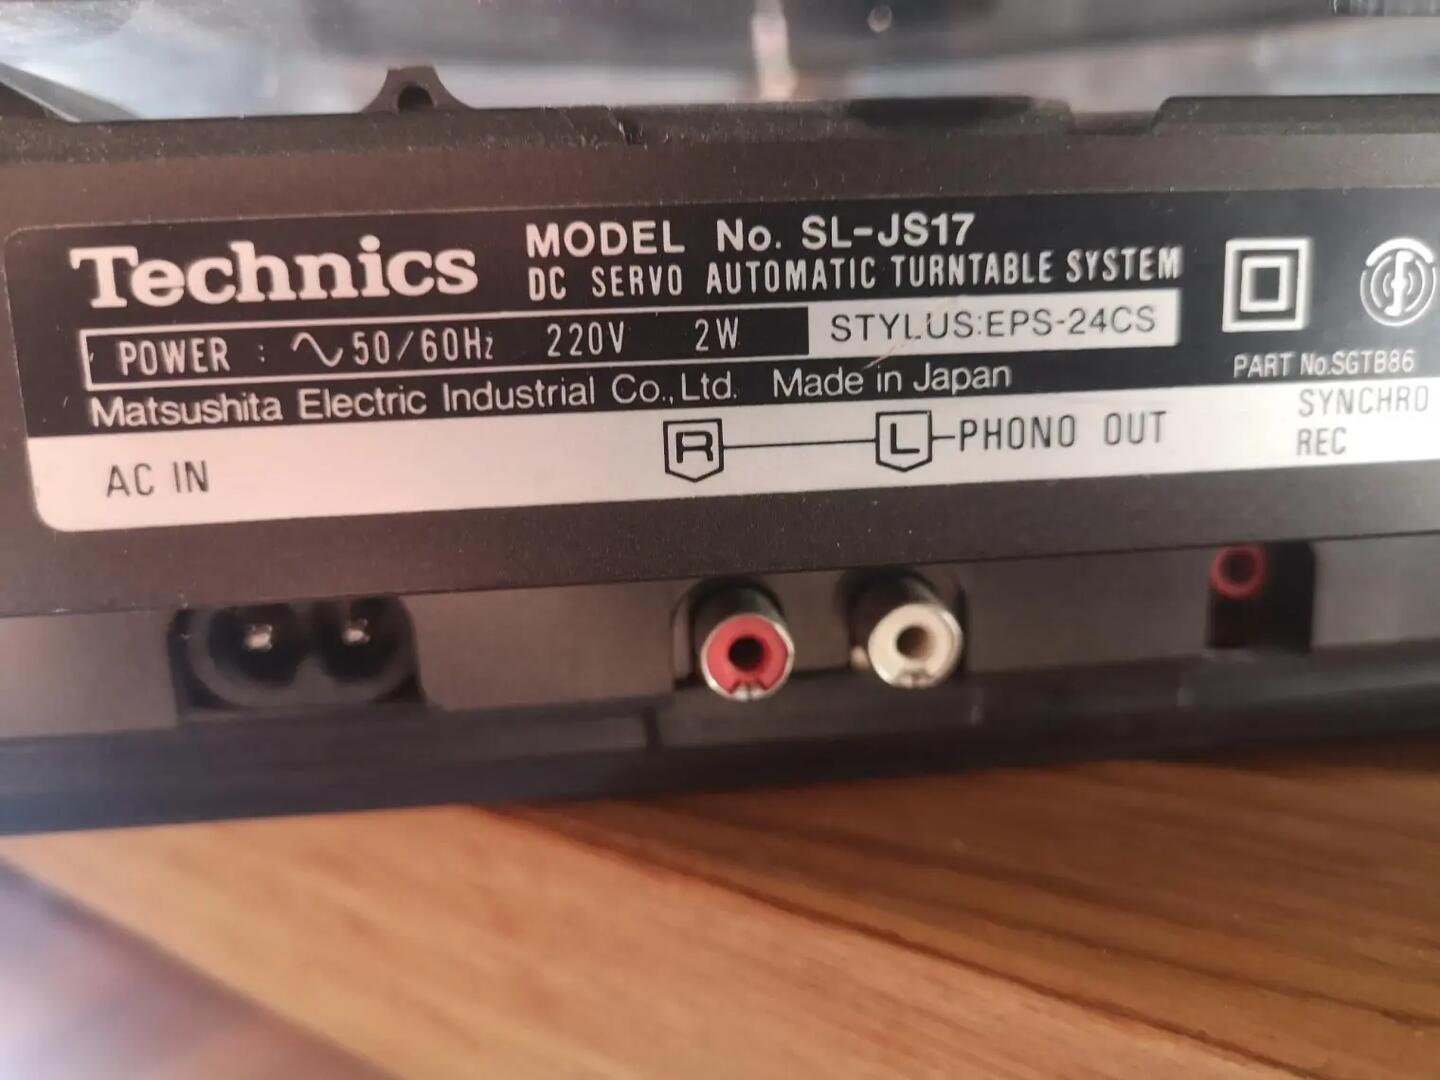 Technics
MODEL No. SL-JS17
DC SERVO AUTOMATIC TURNTABLE SYSTEM
POWER : ∿ 50/60Hz 220V 2W
STYLUS:EPS-24CS
Matsushita Electric Industrial Co., Ltd. Made in Japan
PART No.SGTB86
AC IN
R
L
PHONO OUT
SYNCHRO
REC